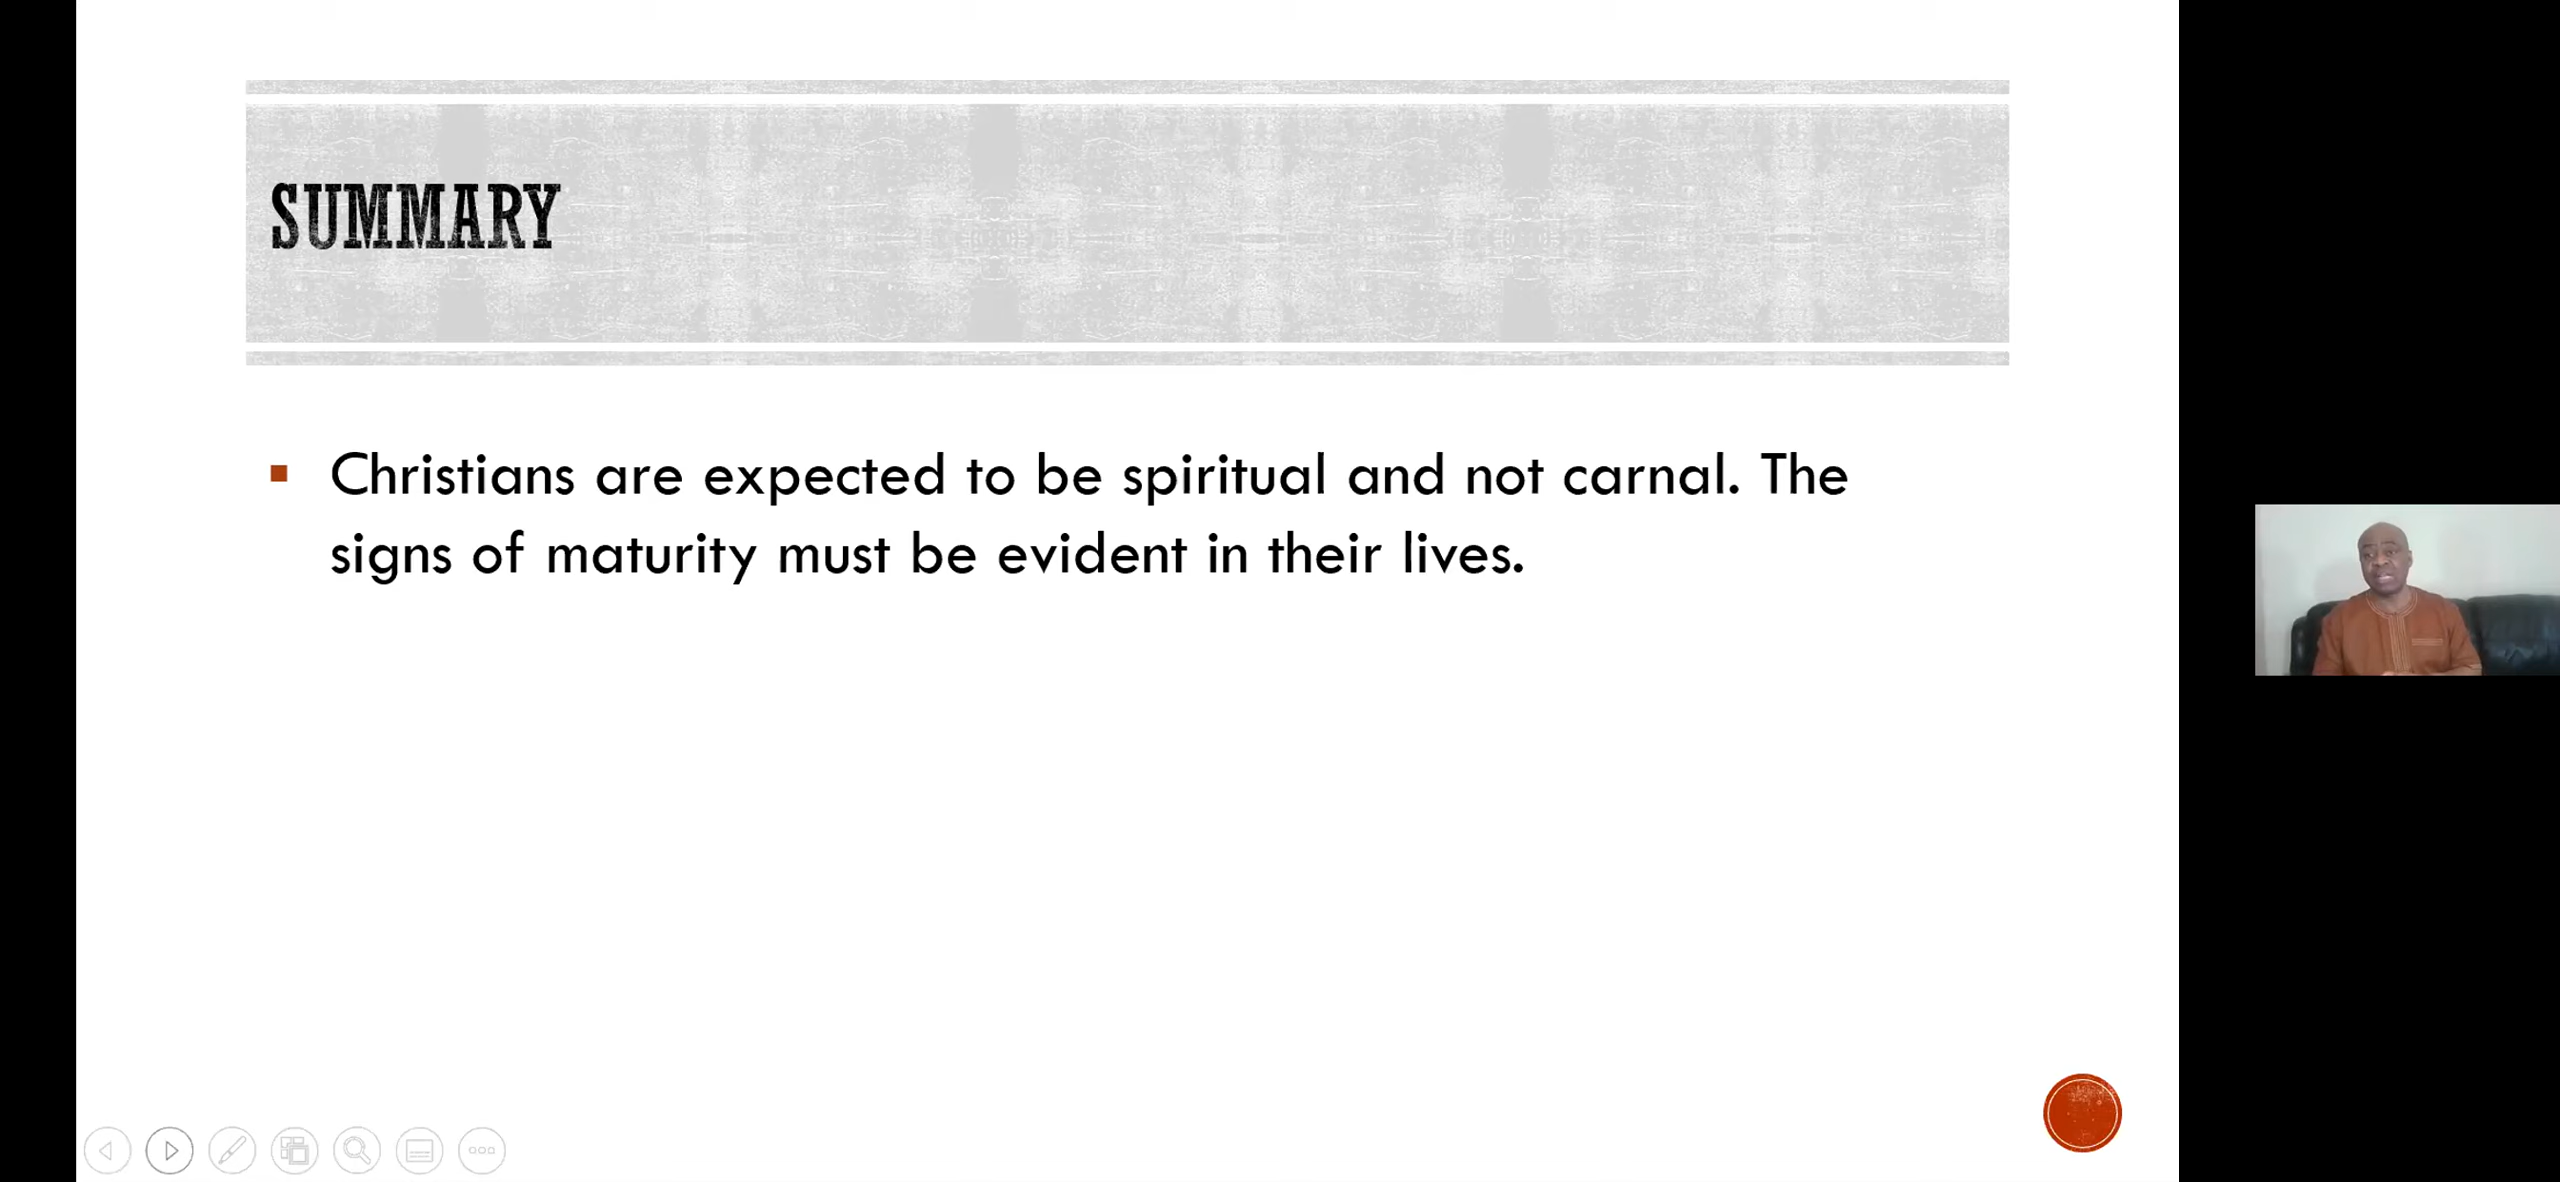 SUMMARY
Christians are expected to be spiritual and not carnal. The
signs of maturity must be evident in their lives.